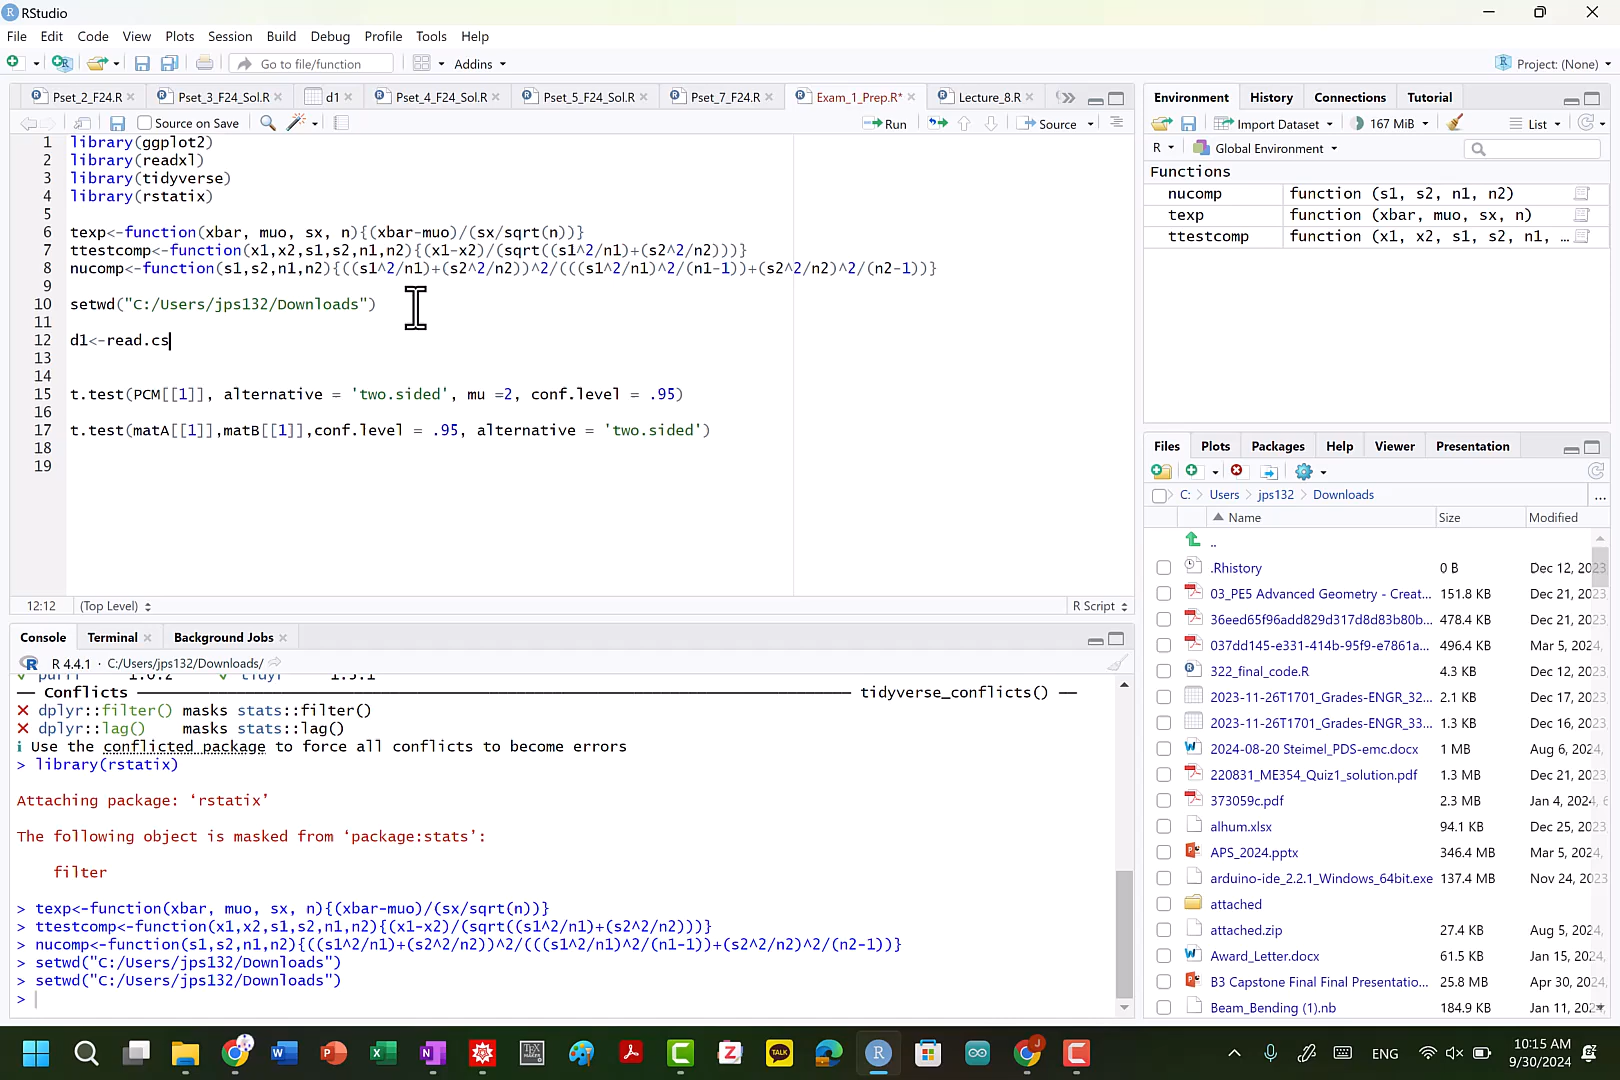 RStudio
File Edit Code View Plots Session Build Debug Profile Tools Help
Go to file/function Addins Project: (None)
Pset_2_F24.R Pset_3_F24_Sol.R d1 Pset_4_F24_Sol.R Pset_5_F24_Sol.R Pset_7_F24.R Exam_1_Prep.R* Lecture_8.R
Source on Save Run Source
1 library(ggplot2)
2 library(readxl)
3 library(tidyverse)
4 library(rstatix)
5
6 texp<-function(xbar, muo, sx, n){(xbar-muo)/(sx/sqrt(n))}
7 ttestcomp<-function(x1,x2,s1,s2,n1,n2){(x1-x2)/(sqrt((s1^2/n1)+(s2^2/n2)))}
8 nucomp<-function(s1,s2,n1,n2){((s1^2/n1)+(s2^2/n2))^2/(((s1^2/n1)^2/(n1-1))+(s2^2/n2)^2/(n2-1))}
9
10 setwd("C:/Users/jps132/Downloads")
11
12 d1<-read.cs
13
14
15 t.test(PCM[[1]], alternative = 'two.sided', mu =2, conf.level = .95)
16
17 t.test(matA[[1]],matB[[1]],conf.level = .95, alternative = 'two.sided')
18
19
12:12 (Top Level) R Script
Console Terminal Background Jobs
R 4.4.1 · C:/Users/jps132/Downloads/
✓ purrr 1.0.2 ✓ tidyr 1.3.1
── Conflicts ── tidyverse_conflicts() ──
✕ dplyr::filter() masks stats::filter()
✕ dplyr::lag() masks stats::lag()
i Use the conflicted package to force all conflicts to become errors
> library(rstatix)
Attaching package: ‘rstatix’
The following object is masked from ‘package:stats’:
filter
> texp<-function(xbar, muo, sx, n){(xbar-muo)/(sx/sqrt(n))}
> ttestcomp<-function(x1,x2,s1,s2,n1,n2){(x1-x2)/(sqrt((s1^2/n1)+(s2^2/n2)))}
> nucomp<-function(s1,s2,n1,n2){((s1^2/n1)+(s2^2/n2))^2/(((s1^2/n1)^2/(n1-1))+(s2^2/n2)^2/(n2-1))}
> setwd("C:/Users/jps132/Downloads")
> setwd("C:/Users/jps132/Downloads")
>
Environment History Connections Tutorial
Import Dataset 167 MiB List
R Global Environment
Functions
nucomp function (s1, s2, n1, n2)
texp function (xbar, muo, sx, n)
ttestcomp function (x1, x2, s1, s2, n1, …
Files Plots Packages Help Viewer Presentation
C: Users jps132 Downloads ...
Name Size Modified
..
.Rhistory 0 B Dec 12, 2023
03_PE5 Advanced Geometry - Creat... 151.8 KB Dec 21, 2023
36eed65f96add829d317d8d83b80b... 478.4 KB Dec 21, 2023
037dd145-e331-414b-95f9-e7861a... 496.4 KB Mar 5, 2024
322_final_code.R 4.3 KB Dec 12, 2023
2023-11-26T1701_Grades-ENGR_32... 2.1 KB Dec 17, 2023
2023-11-26T1701_Grades-ENGR_33... 1.3 KB Dec 16, 2023
2024-08-20 Steimel_PDS-emc.docx 1 MB Aug 6, 2024
220831_ME354_Quiz1_solution.pdf 1.3 MB Dec 21, 2023
373059c.pdf 2.3 MB Jan 4, 2024, 6
alhum.xlsx 94.1 KB Dec 25, 2023
APS_2024.pptx 346.4 MB Mar 5, 2024
arduino-ide_2.2.1_Windows_64bit.exe 137.4 MB Nov 24, 2023
attached
attached.zip 27.4 KB Aug 5, 2024
Award_Letter.docx 61.5 KB Jan 15, 2024
B3 Capstone Final Final Presentatio... 25.8 MB Apr 30, 2024
Beam_Bending (1).nb 184.9 KB Jan 11, 2024
TALK ENG 10:15 AM
9/30/2024